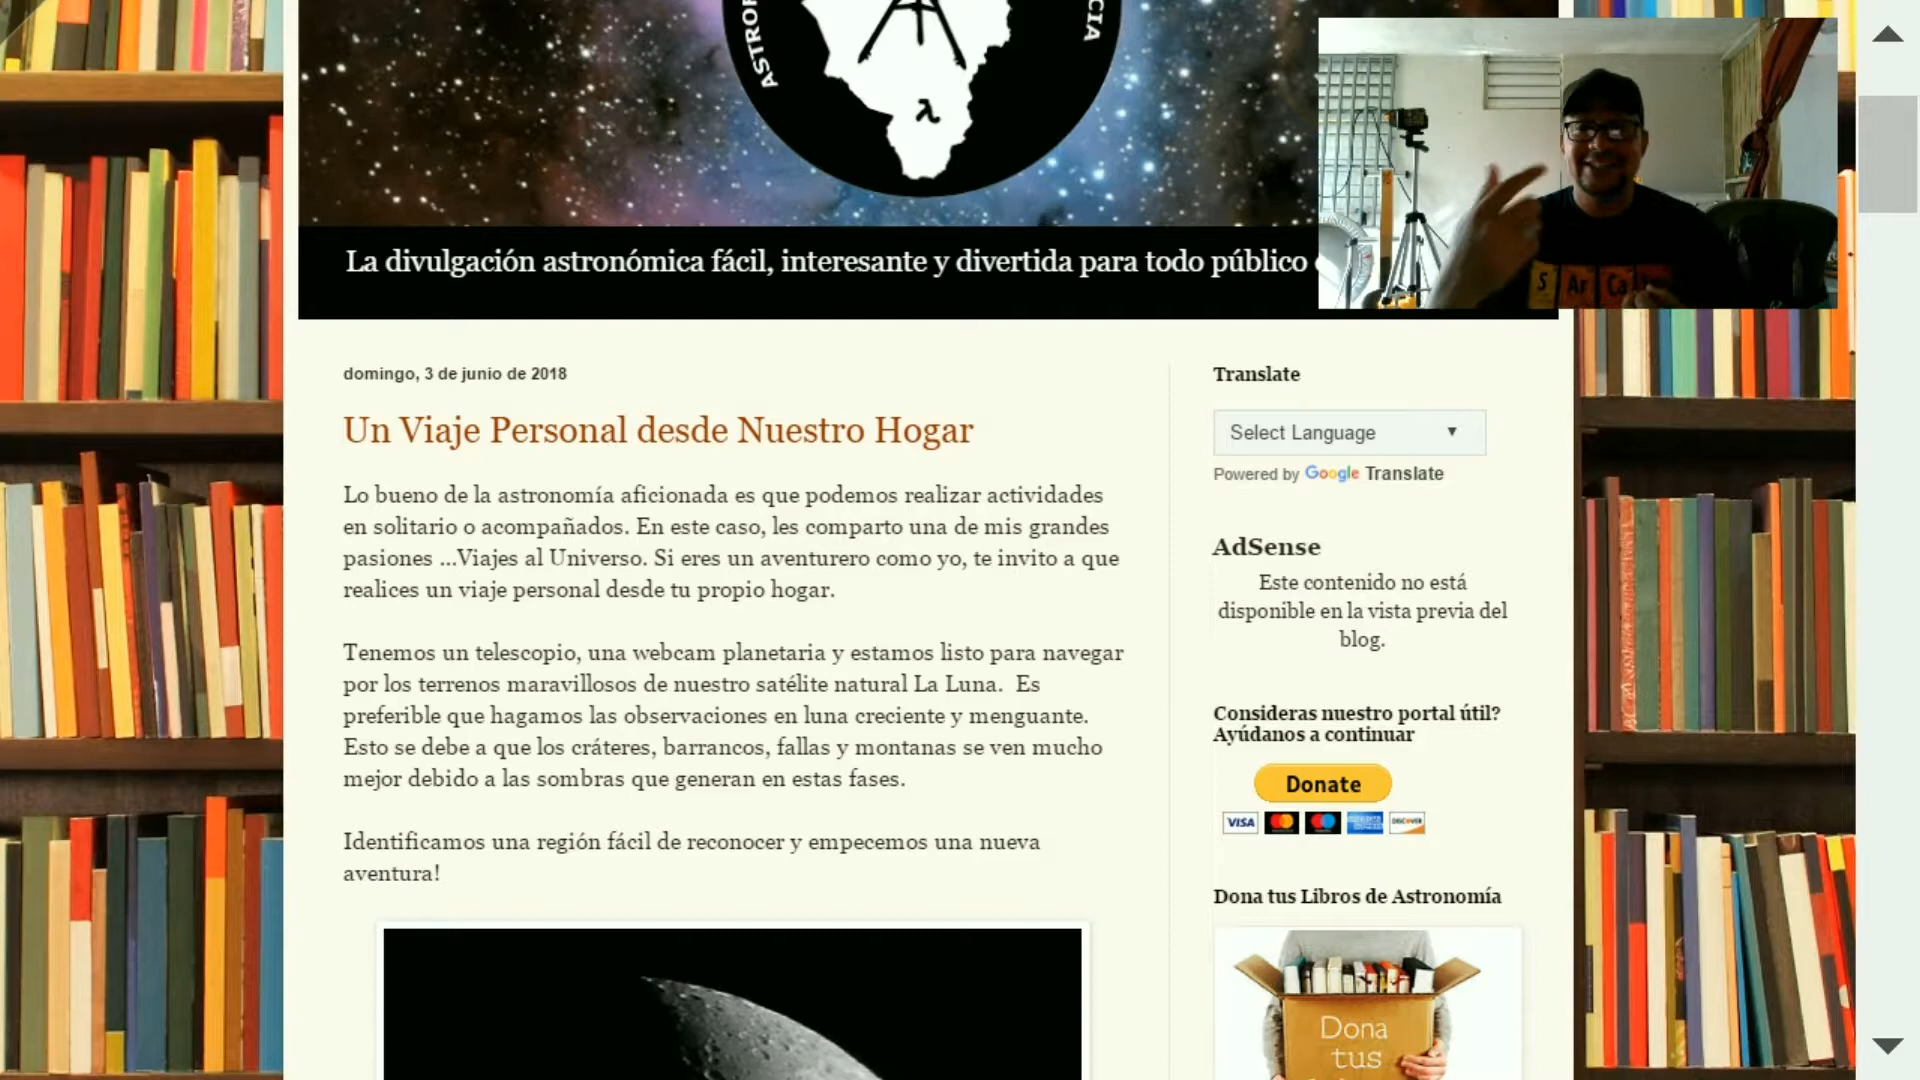 λ
La divulgación astronómica fácil, interesante y divertida para todo público
S Ar Ca
domingo, 3 de junio de 2018
Un Viaje Personal desde Nuestro Hogar
Lo bueno de la astronomía aficionada es que podemos realizar actividades
en solitario o acompañados. En este caso, les comparto una de mis grandes
pasiones ...Viajes al Universo. Si eres un aventurero como yo, te invito a que
realices un viaje personal desde tu propio hogar.
Tenemos un telescopio, una webcam planetaria y estamos listo para navegar
por los terrenos maravillosos de nuestro satélite natural La Luna. Es
preferible que hagamos las observaciones en luna creciente y menguante.
Esto se debe a que los cráteres, barrancos, fallas y montanas se ven mucho
mejor debido a las sombras que generan en estas fases.
Identificamos una región fácil de reconocer y empecemos una nueva
aventura!
Translate
Select Language
Powered by Google Translate
AdSense
Este contenido no está
disponible en la vista previa del
blog.
Consideras nuestro portal útil?
Ayúdanos a continuar
Donate
VISA
DISCOVER
Dona tus Libros de Astronomía
Dona
tus